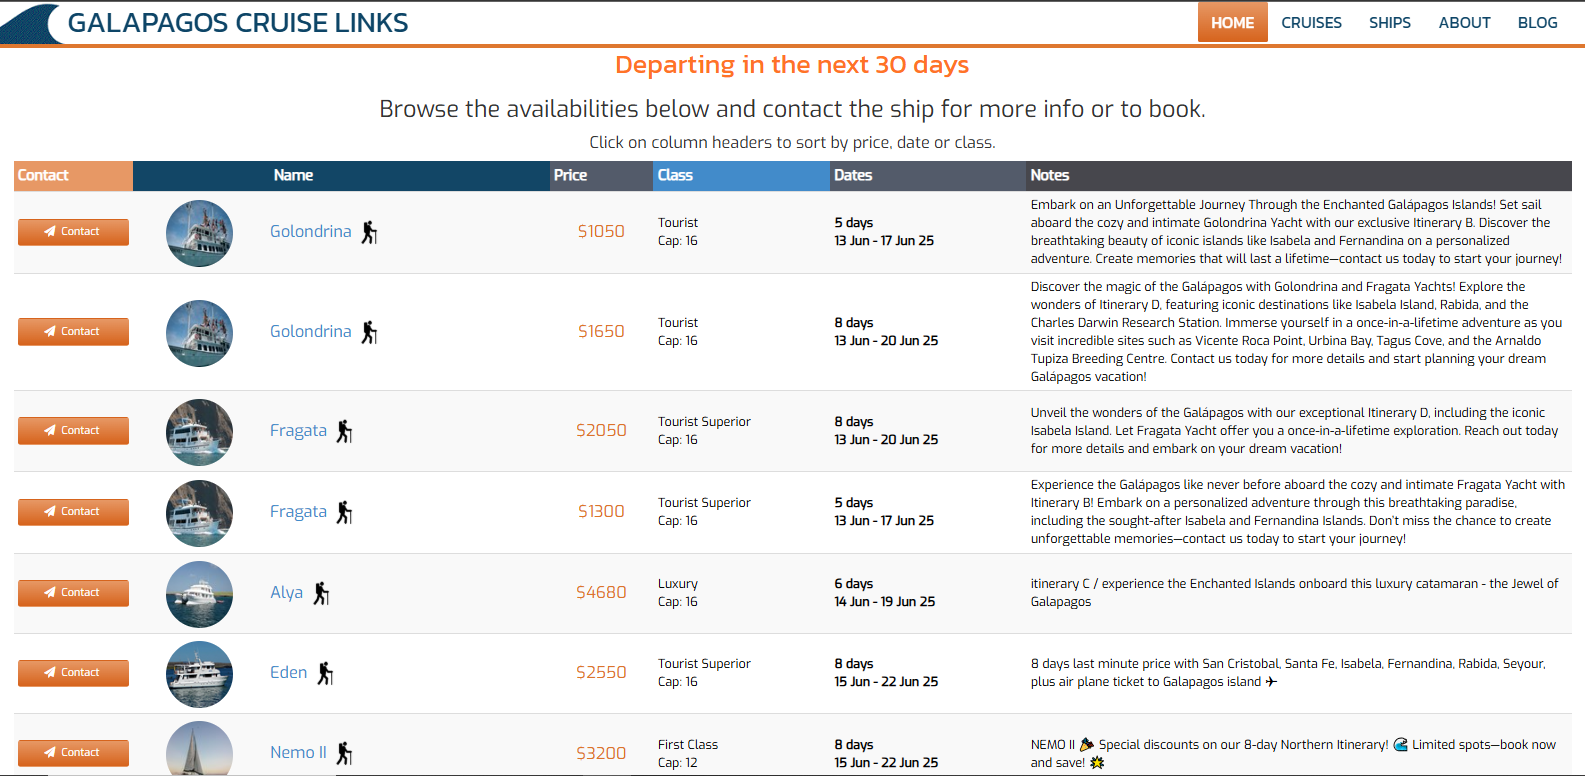 GALAPAGOS CRUISE LINKS
HOME CRUISES SHIPS ABOUT BLOG
Departing in the next 30 days
Browse the availabilities below and contact the ship for more info or to book.
Click on column headers to sort by price, date or class.
Contact Name Price Class Dates Notes
Contact
Golondrina
$1050
Tourist
Cap: 16
5 days
13 Jun - 17 Jun 25
Embark on an Unforgettable Journey Through the Enchanted Galápagos Islands! Set sail
aboard the cozy and intimate Golondrina Yacht with our exclusive Itinerary B. Discover the
breathtaking beauty of iconic islands like Isabela and Fernandina on a personalized
adventure. Create memories that will last a lifetime—contact us today to start your journey!
Contact
Golondrina
$1650
Tourist
Cap: 16
8 days
13 Jun - 20 Jun 25
Discover the magic of the Galápagos with Golondrina and Fragata Yachts! Explore the
wonders of Itinerary D, featuring iconic destinations like Isabela Island, Rabida, and the
Charles Darwin Research Station. Immerse yourself in a once-in-a-lifetime adventure as you
visit incredible sites such as Vicente Roca Point, Urbina Bay, Tagus Cove, and the Arnaldo
Tupiza Breeding Centre. Contact us today for more details and start planning your dream
Galápagos vacation!
Contact
Fragata
$2050
Tourist Superior
Cap: 16
8 days
13 Jun - 20 Jun 25
Unveil the wonders of the Galápagos with our exceptional Itinerary D, including the iconic
Isabela Island. Let Fragata Yacht offer you a once-in-a-lifetime exploration. Reach out today
for more details and embark on your dream vacation!
Contact
Fragata
$1300
Tourist Superior
Cap: 16
5 days
13 Jun - 17 Jun 25
Experience the Galápagos like never before aboard the cozy and intimate Fragata Yacht with
Itinerary B! Embark on a personalized adventure through this breathtaking paradise,
including the sought-after Isabela and Fernandina Islands. Don't miss the chance to create
unforgettable memories—contact us today to start your journey!
Contact
Alya
$4680
Luxury
Cap: 16
6 days
14 Jun - 19 Jun 25
itinerary C / experience the Enchanted Islands onboard this luxury catamaran - the Jewel of
Galapagos
Contact
Eden
$2550
Tourist Superior
Cap: 16
8 days
15 Jun - 22 Jun 25
8 days last minute price with San Cristobal, Santa Fe, Isabela, Fernandina, Rabida, Seyour,
plus air plane ticket to Galapagos island ✈
Contact
Nemo II
$3200
First Class
Cap: 12
8 days
15 Jun - 22 Jun 25
NEMO II 🎉 Special discounts on our 8-day Northern Itinerary! 🌊 Limited spots—book now
and save! 🌟